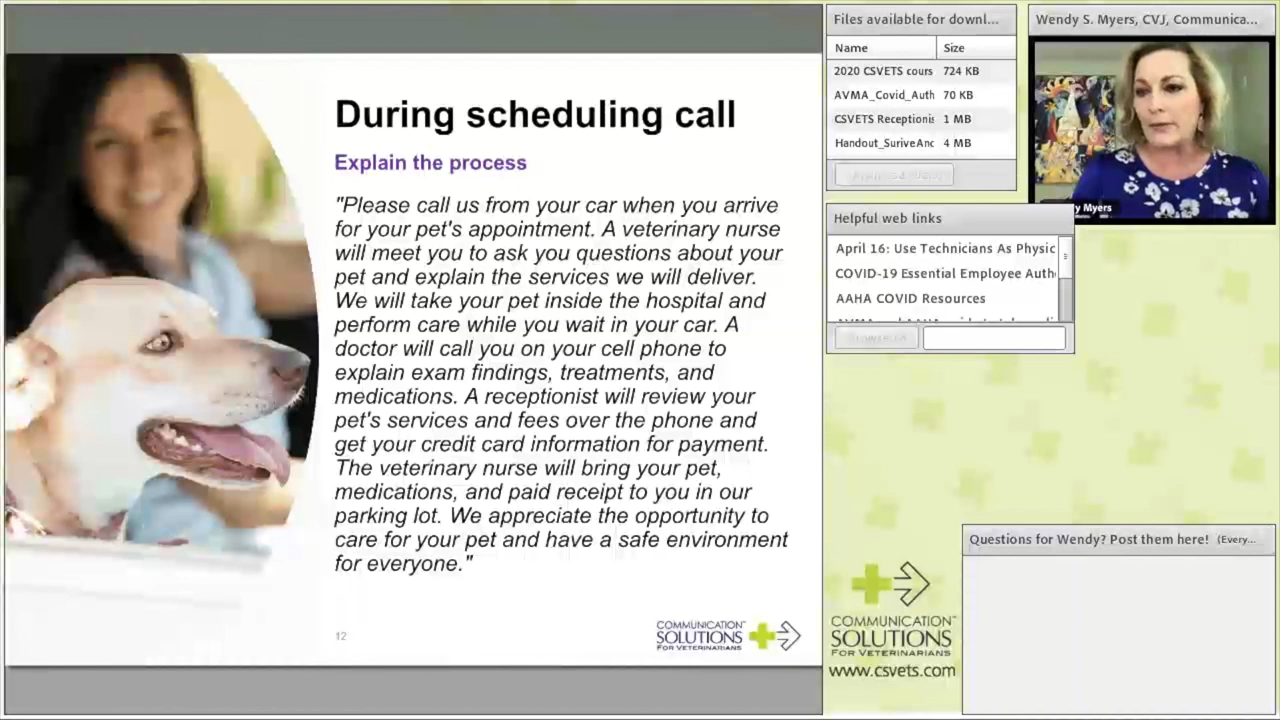 During scheduling call
Explain the process
"Please call us from your car when you arrive
for your pet's appointment. A veterinary nurse
will meet you to ask you questions about your
pet and explain the services we will deliver.
We will take your pet inside the hospital and
perform care while you wait in your car. A
doctor will call you on your cell phone to
explain exam findings, treatments, and
medications. A receptionist will review your
pet's services and fees over the phone and
get your credit card information for payment.
The veterinary nurse will bring your pet,
medications, and paid receipt to you in our
parking lot. We appreciate the opportunity to
care for your pet and have a safe environment
for everyone."
12
COMMUNICATION
SOLUTIONS
FOR VETERINARIANS
Files available for downl...
Name Size
2020 CSVETS cours 724 KB
AVMA_Covid_Auth 70 KB
CSVETS Receptionis 1 MB
Handout_SuriveAnc 4 MB
Wendy S. Myers, CVJ, Communica...
y Myers
Helpful web links
April 16: Use Technicians As Physic
COVID-19 Essential Employee Auth
AAHA COVID Resources
Browse To
COMMUNICATION
SOLUTIONS
FOR VETERINARIANS
www.csvets.com
Questions for Wendy? Post them here! (Every...